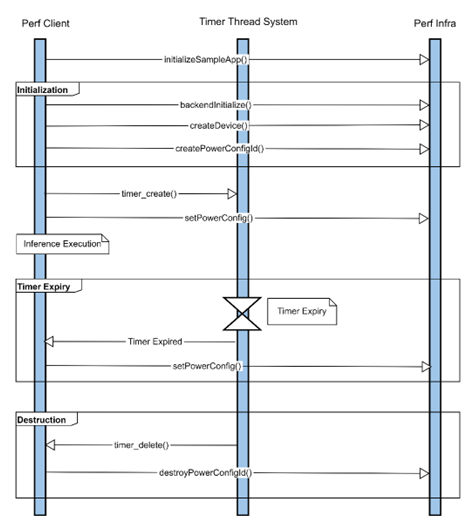 Perf Client
Timer Thread System
Perf Infra
initializeSampleApp()
Initialization
backendInitialize()
createDevice()
createPowerConfigId()
timer_create()
setPowerConfig()
Inference Execution
Timer Expiry
Timer Expiry
Timer Expired
setPowerConfig()
Destruction
timer_delete()
destroyPowerConfigId()